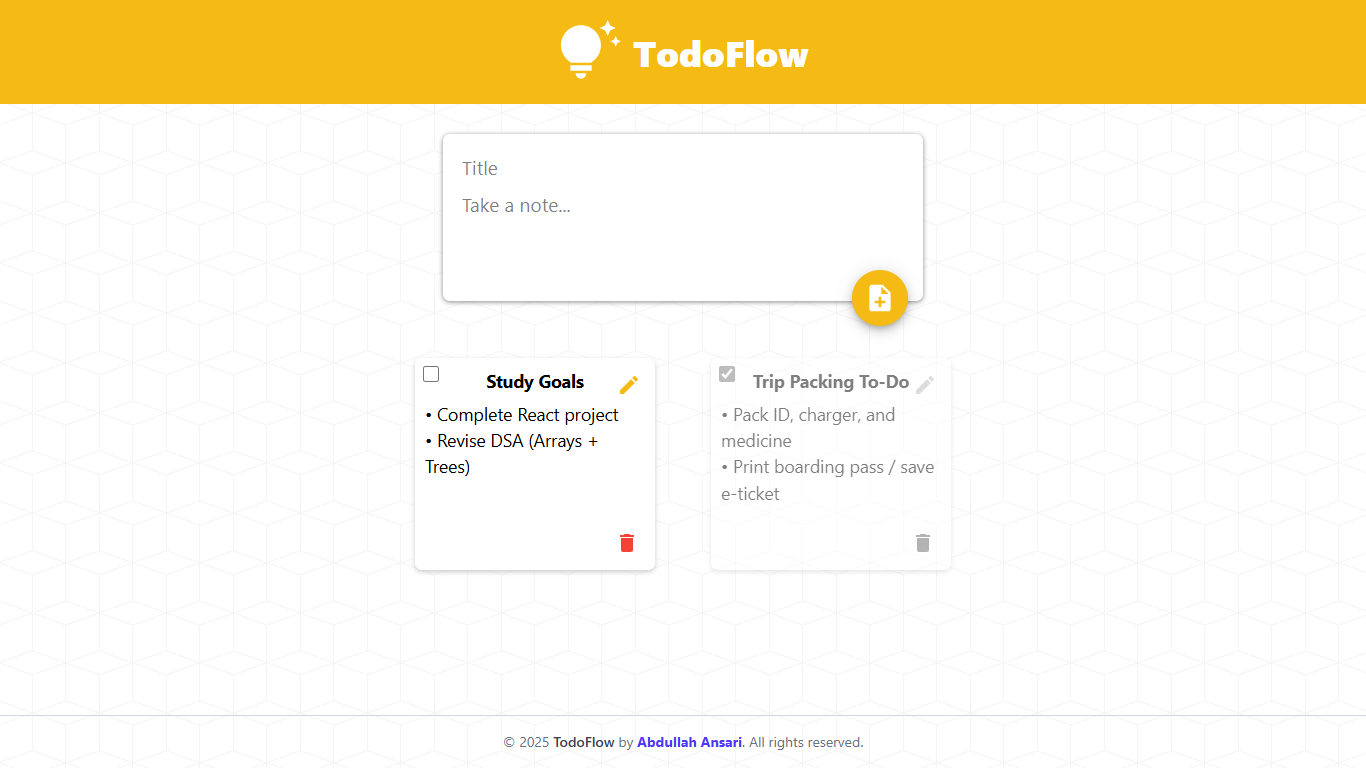 TodoFlow
Title
Take a note...
Study Goals
• Complete React project
• Revise DSA (Arrays +
Trees)
Trip Packing To-Do
• Pack ID, charger, and
medicine
• Print boarding pass / save
e-ticket
© 2025 TodoFlow by Abdullah Ansari. All rights reserved.